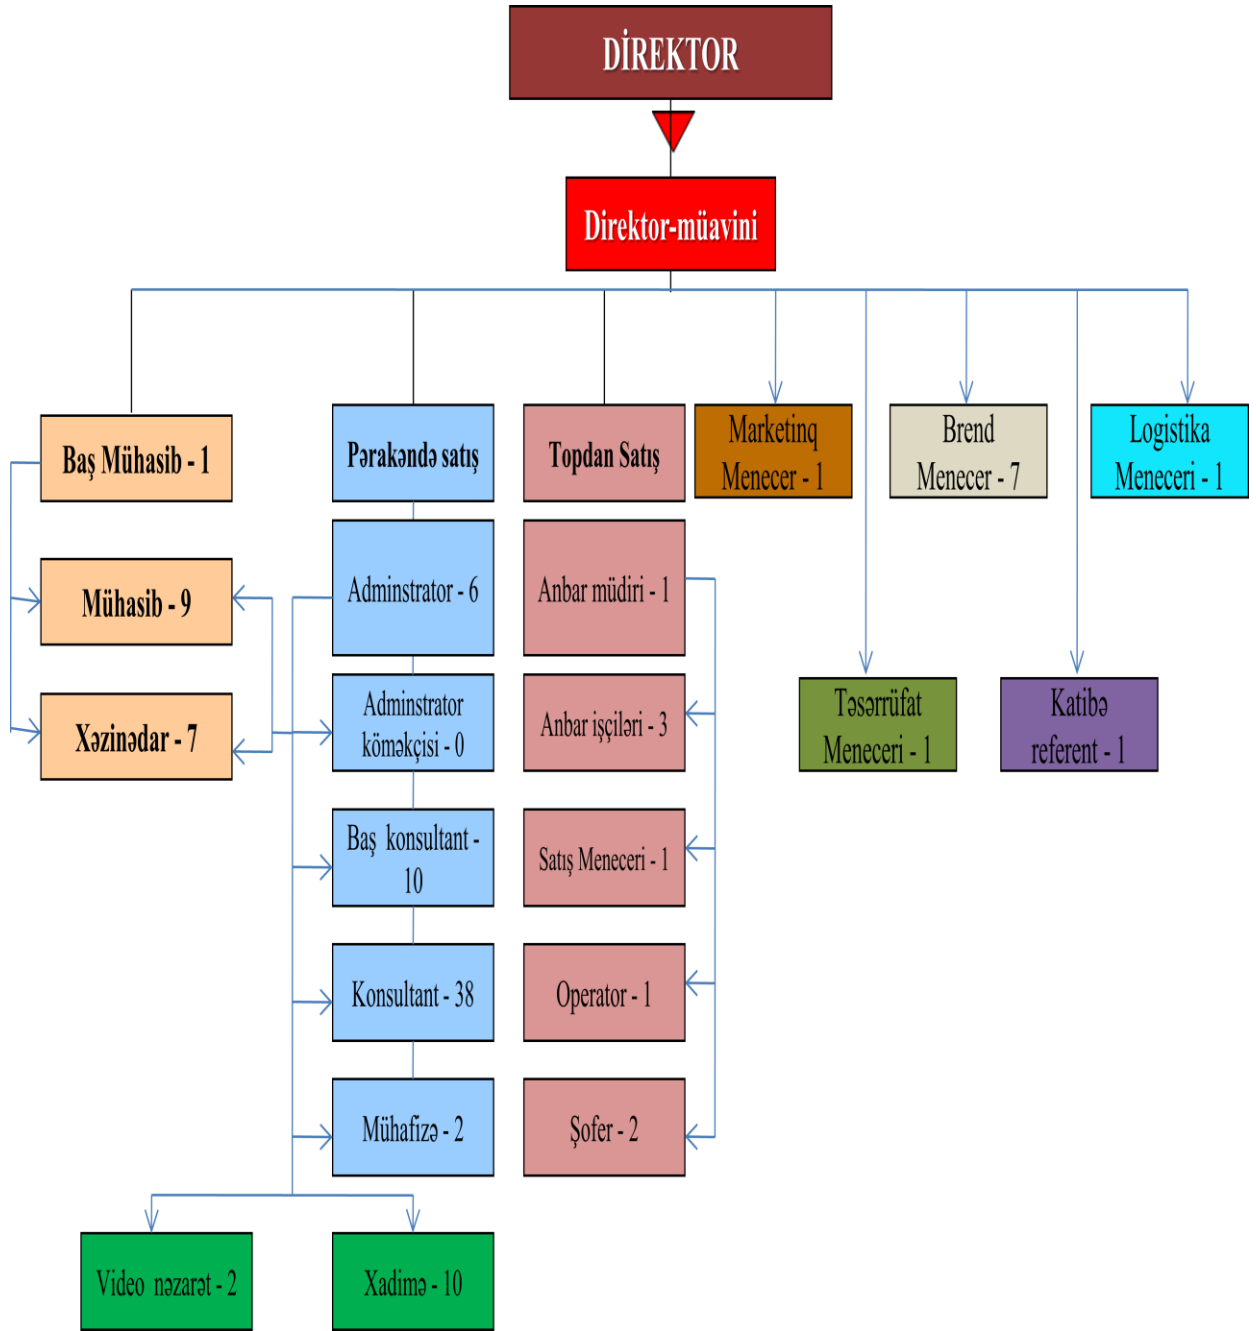 DİREKTOR
Direktor-müavini
Baş Mühasib - 1
Pərakəndə satış
Topdan Satış
Marketinq
Menecer - 1
Brend
Menecer - 7
Logistika
Meneceri - 1
Mühasib - 9
Adminstrator - 6
Anbar müdiri - 1
Xəzinədar - 7
Adminstrator
köməkçisi - 0
Anbar işçiləri - 3
Təsərrüfat
Meneceri - 1
Katibə
referent - 1
Baş konsultant -
10
Satış Meneceri - 1
Konsultant - 38
Operator - 1
Mühafizə - 2
Şofer - 2
Video nəzarət - 2
Xadimə - 10